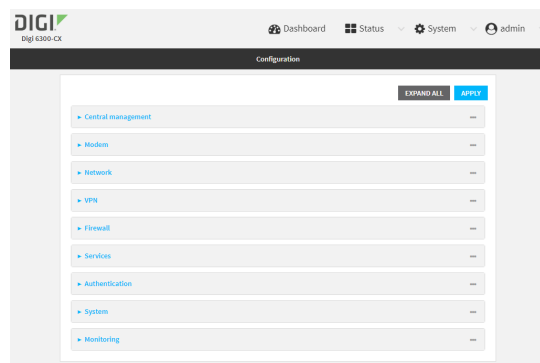 DIGI
Digi 6300-CX
Dashboard Status System admin
Configuration
EXPAND ALL APPLY
Central management
Modem
Network
VPN
Firewall
Services
Authentication
System
Monitoring